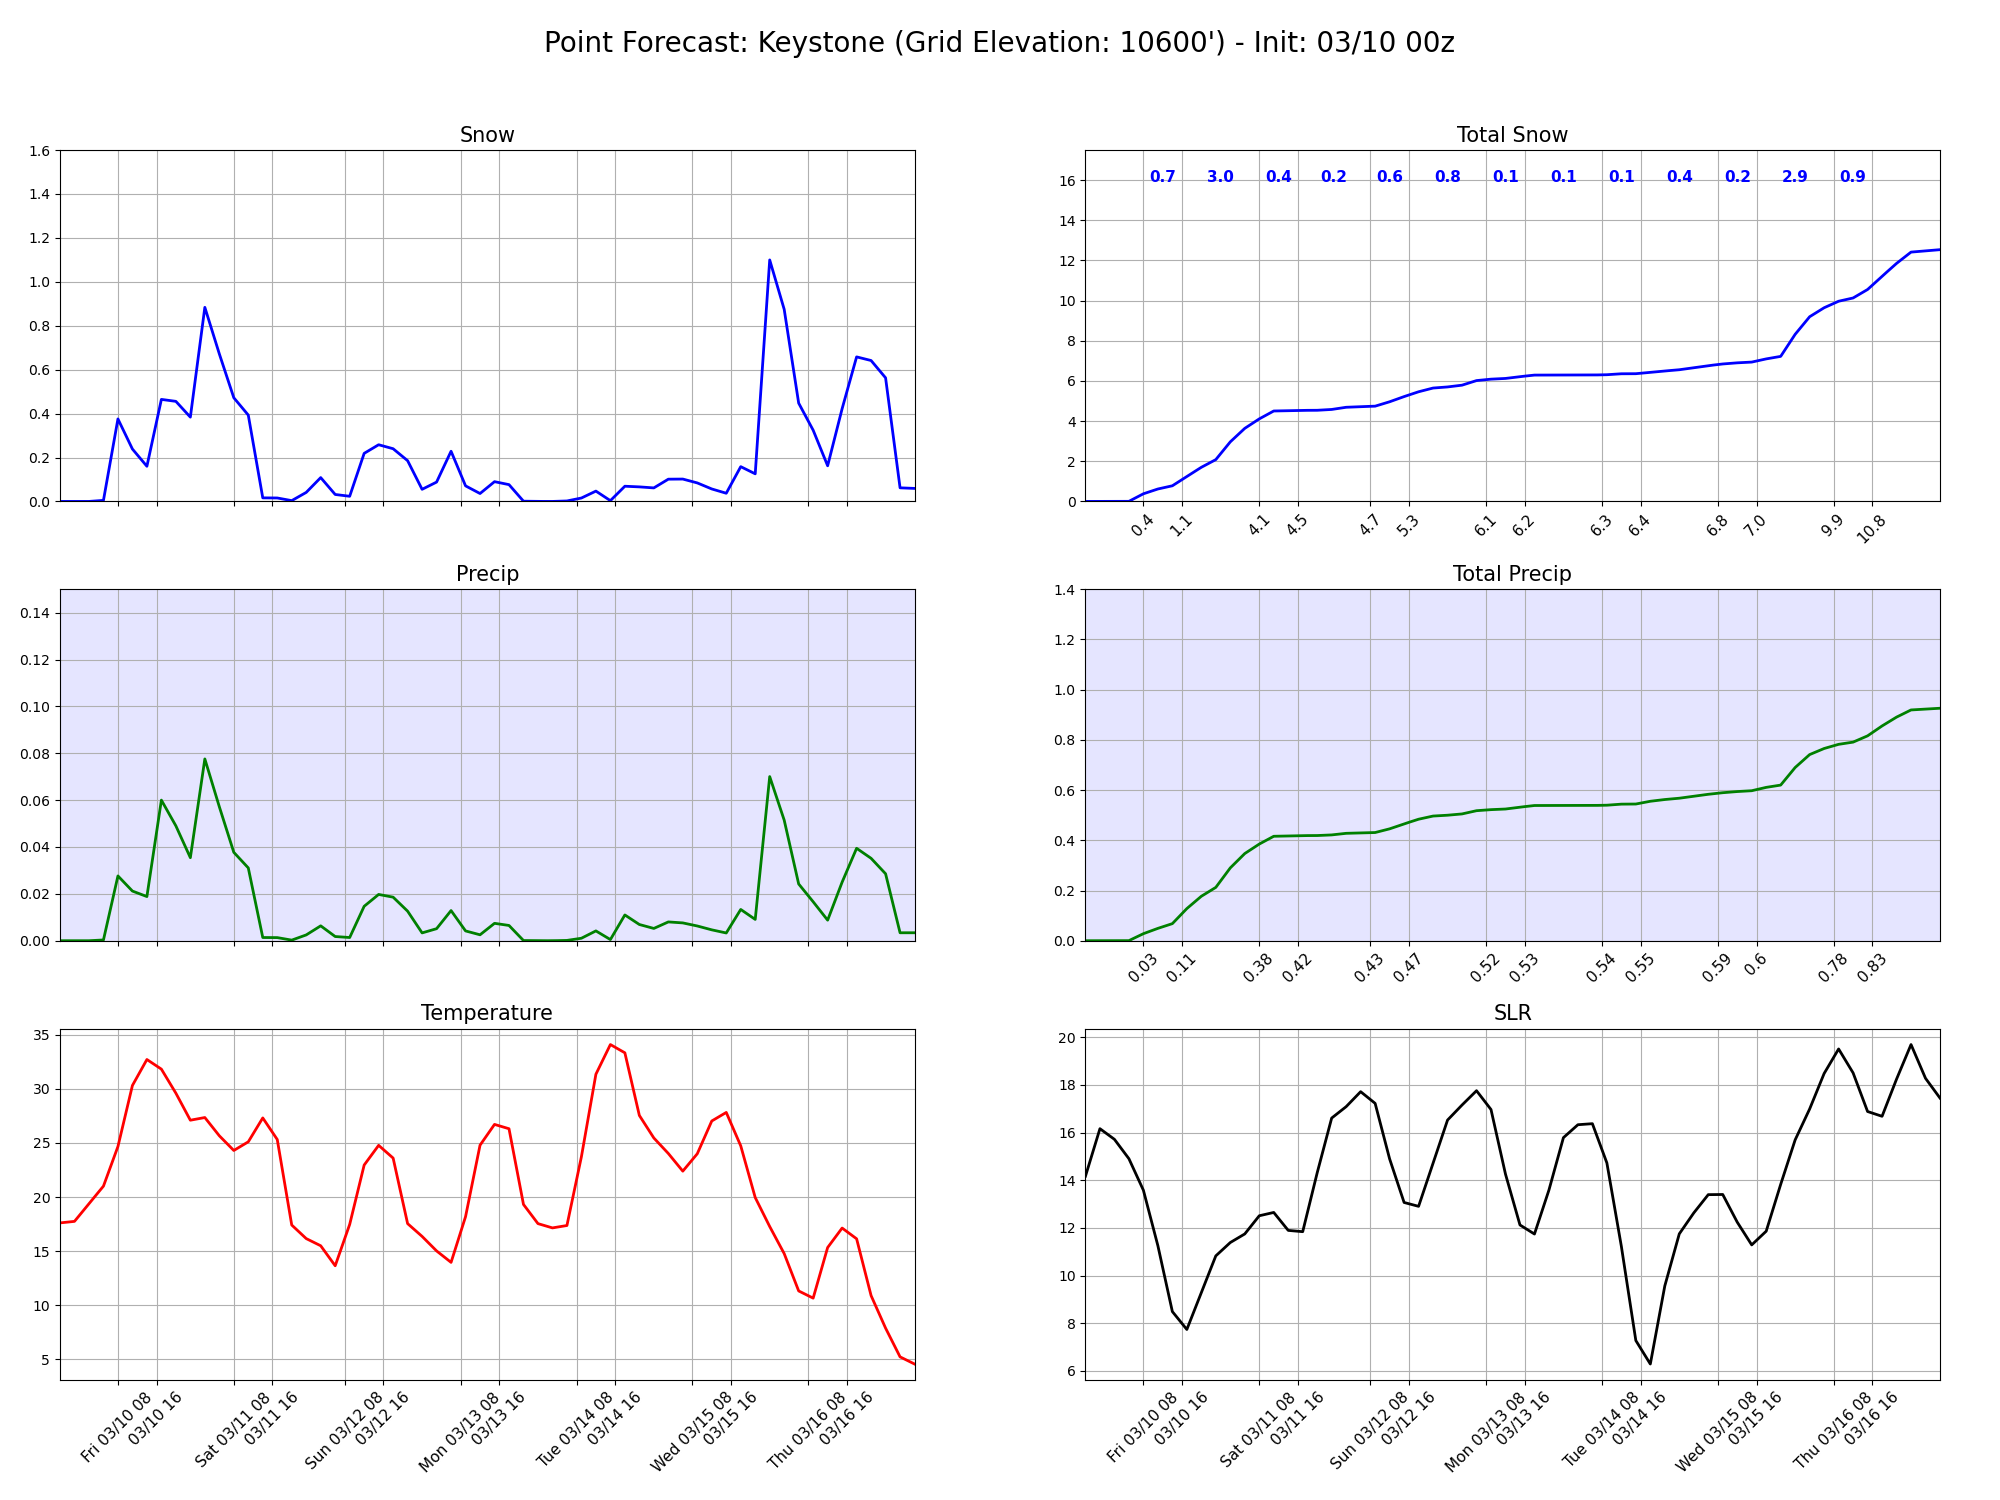 Point Forecast: Keystone (Grid Elevation: 10600') - Init: 03/10 00z
Snow
1.6
1.4
1.2
1.0
0.8
0.6
0.4
0.2
0.0
Total Snow
0.7 3.0 0.4 0.2 0.6 0.8 0.1 0.1 0.1 0.4 0.2 2.9 0.9
16
14
12
10
8
6
4
2
0
0.4 1.1 4.1 4.5 4.7 5.3 6.1 6.2 6.3 6.4 6.8 7.0 9.9 10.8
Precip
0.14
0.12
0.10
0.08
0.06
0.04
0.02
0.00
Total Precip
1.4
1.2
1.0
0.8
0.6
0.4
0.2
0.0
0.03 0.11 0.38 0.42 0.43 0.47 0.52 0.53 0.54 0.55 0.59 0.6 0.78 0.83
Temperature
35
30
25
20
15
10
5
Fri 03/10 08
03/10 16
Sat 03/11 08
03/11 16
Sun 03/12 08
03/12 16
Mon 03/13 08
03/13 16
Tue 03/14 08
03/14 16
Wed 03/15 08
03/15 16
Thu 03/16 08
03/16 16
SLR
20
18
16
14
12
10
8
6
Fri 03/10 08
03/10 16
Sat 03/11 08
03/11 16
Sun 03/12 08
03/12 16
Mon 03/13 08
03/13 16
Tue 03/14 08
03/14 16
Wed 03/15 08
03/15 16
Thu 03/16 08
03/16 16